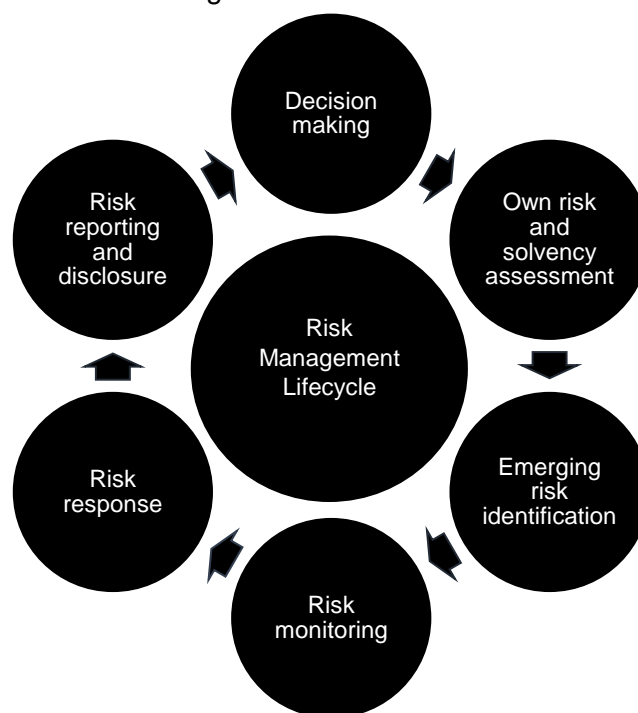 Decision
making
Own risk
and
solvency
assessment
Emerging
risk
identification
Risk
monitoring
Risk
response
Risk
reporting
and
disclosure
Risk
Management
Lifecycle